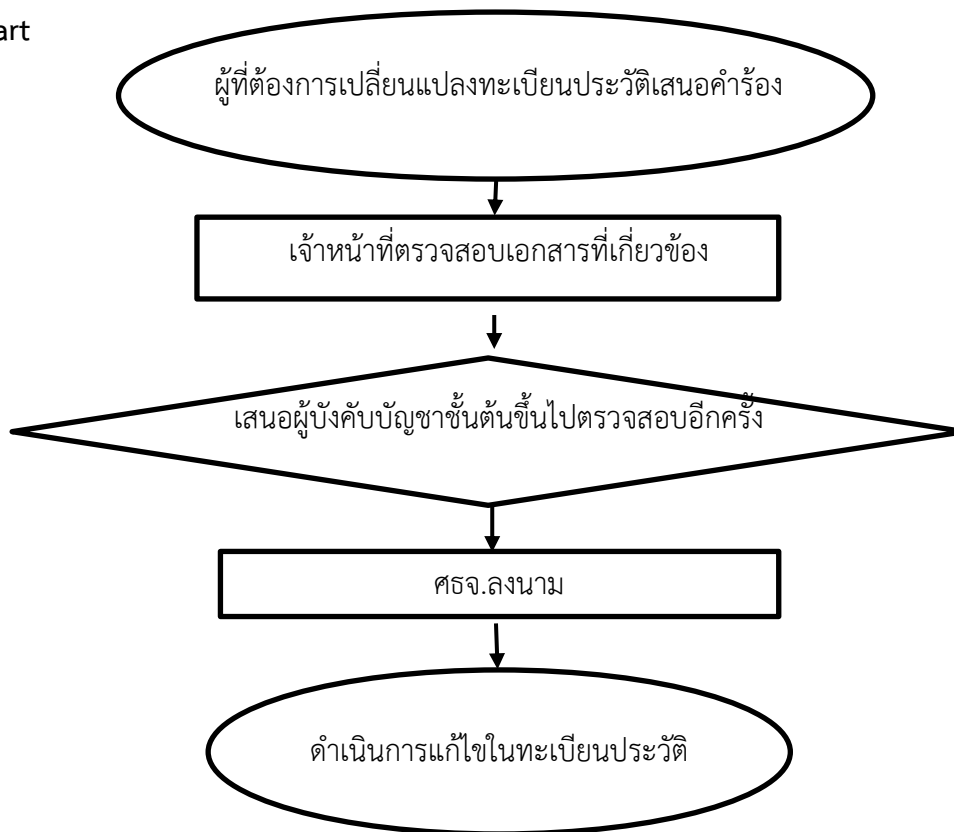 art
ผู้ที่ต้องการเปลี่ยนแปลงทะเบียนประวัติเสนอคำร้อง
เจ้าหน้าที่ตรวจสอบเอกสารที่เกี่ยวข้อง
เสนอผู้บังคับบัญชาชั้นต้นขึ้นไปตรวจสอบอีกครั้ง
ศธจ.ลงนาม
ดำเนินการแก้ไขในทะเบียนประวัติ